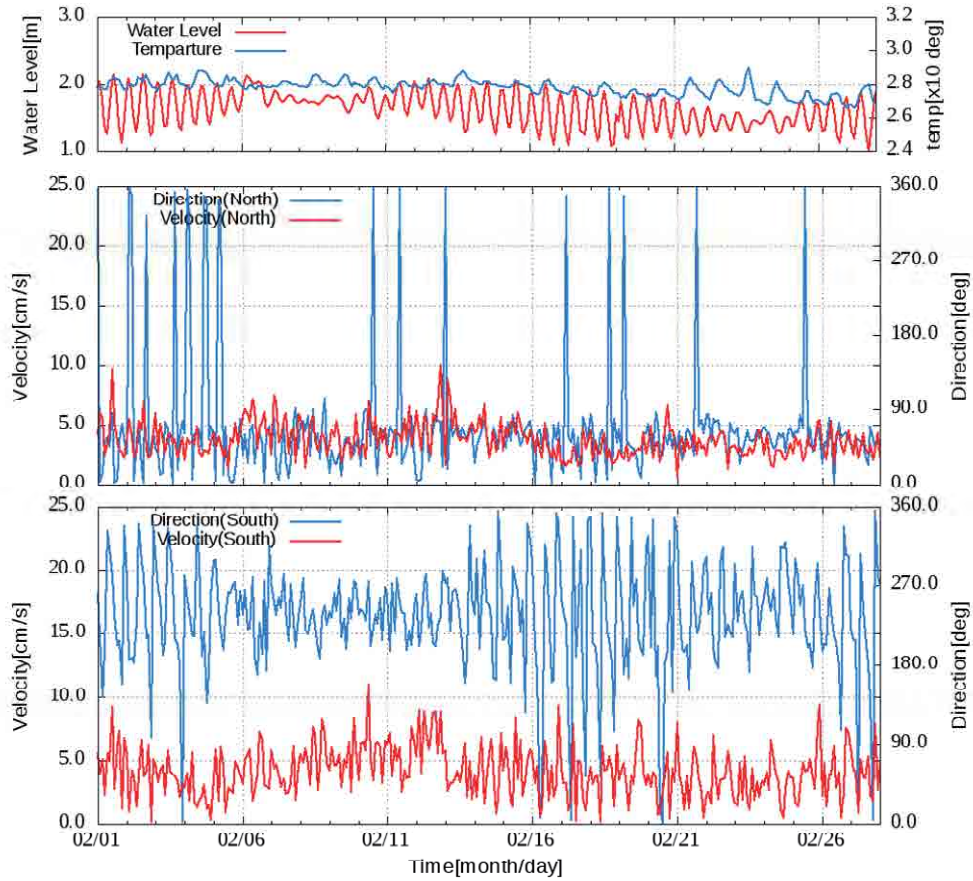 3.0 3.2
Water Level
Temparture
3.0
2.0 2.8
2.6
1.0 2.4
Water Level[m]
temp[x10 deg]
25.0 360.0
Direction(North)
Velocity(North)
20.0
270.0
15.0
180.0
10.0
90.0
5.0
0.0 0.0
Velocity[cm/s]
Direction[deg]
25.0 360.0
Direction(South)
Velocity(South)
20.0
270.0
15.0
180.0
10.0
90.0
5.0
0.0 0.0
Velocity[cm/s]
Direction[deg]
02/01 02/06 02/11 02/16 02/21 02/26
Time[month/day]